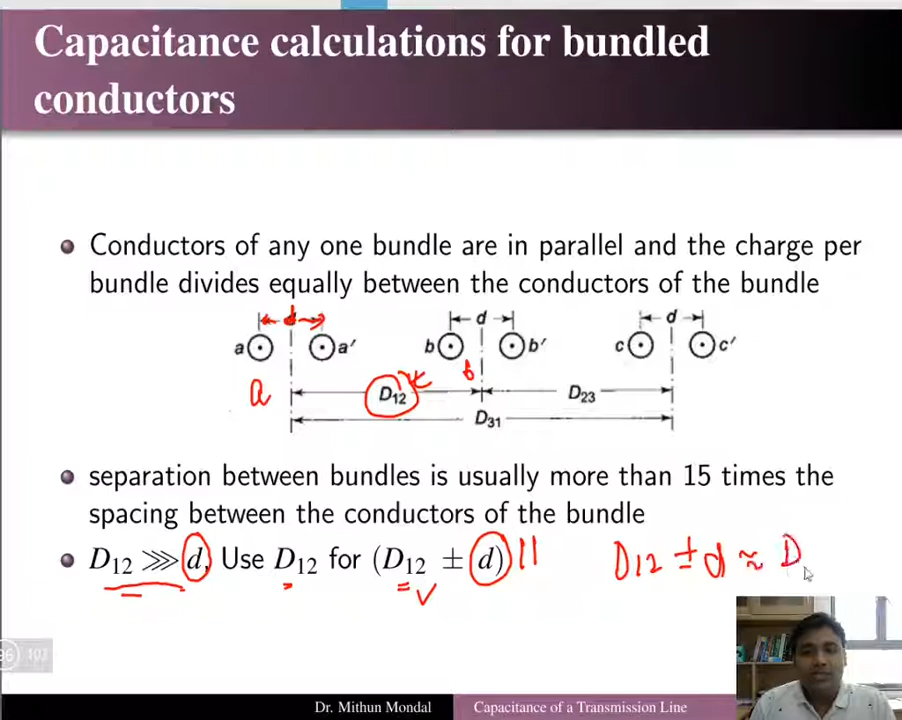 Capacitance calculations for bundled
conductors
Conductors of any one bundle are in parallel and the charge per
bundle divides equally between the conductors of the bundle
d d d
a a' b b' c c'
a D12 b D23
D31
separation between bundles is usually more than 15 times the
spacing between the conductors of the bundle
D12 ⋙ d, Use D12 for (D12 ± d) D12 ± d ≈ D
96 103
Dr. Mithun Mondal Capacitance of a Transmission Line